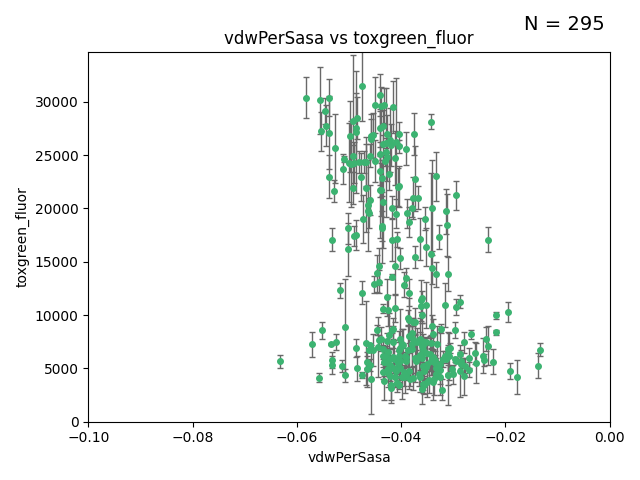 N = 295
vdwPerSasa vs toxgreen_fluor
30000
25000
20000
15000
10000
5000
0
toxgreen_fluor
−0.10 −0.08 −0.06 −0.04 −0.02 0.00
vdwPerSasa